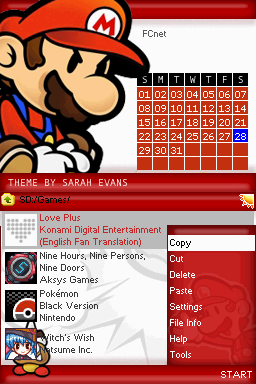 FCnet
S M T W T F S
01 02 03 04 05 06 07
08 09 10 11 12 13 14
15 16 17 18 19 20 21
22 23 24 25 26 27 28
29 30 31
THEME BY SARAH EVANS
SD:/Games/
Love Plus
Konami Digital Entertainment
(English Fan Translation)
Nine Hours, Nine Persons,
Nine Doors
Aksys Games
Pokémon
Black Version
Nintendo
Witch's Wish
Natsume Inc.
Copy
Cut
Delete
Paste
Settings
File Info
Help
Tools
START